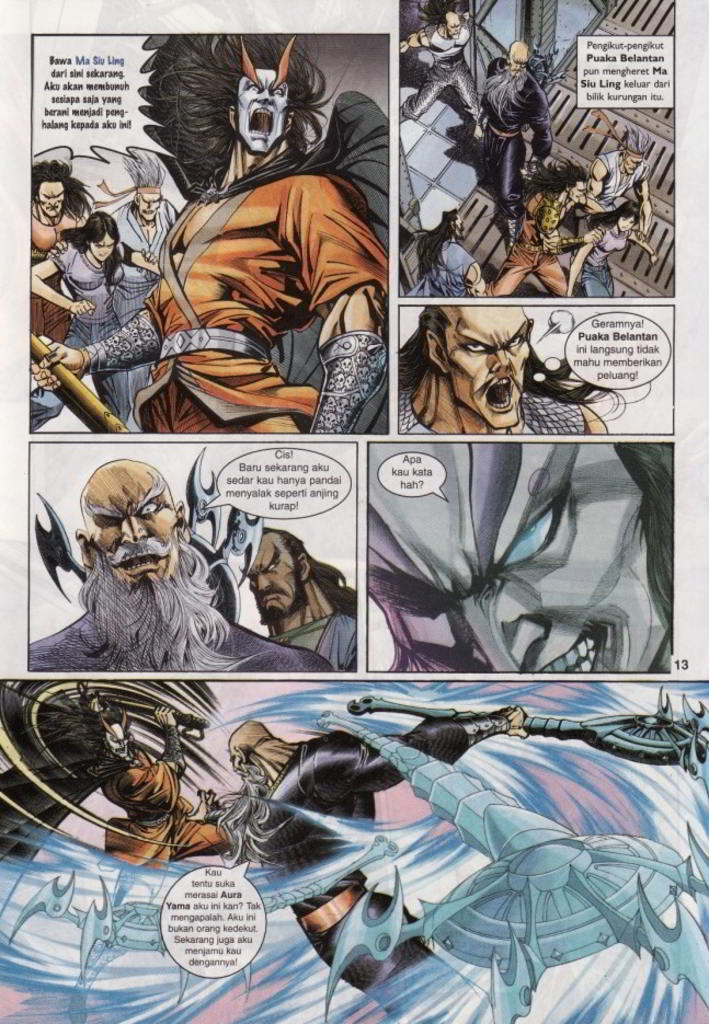 Bawa Ma Siu Ling
dari sini sekarang.
Aku akan membunuh
sesiapa saja yang
berani menjadi peng-
halang kepada aku ini!
Pengikut-pengikut
Puaka Belantan
pun mengheret Ma
Siu Ling keluar dari
bilik kurungan itu.
Geramnya!
Puaka Belantan
ini langsung tidak
mahu memberikan
peluang!
Cis!
Baru sekarang aku
sedar kau hanya pandai
menyalak seperti anjing
kurap!
Apa
kau kata
hah?
13
Kau
tentu suka
merasai Aura
Yama aku ini kan? Tak
mengapalah. Aku ini
bukan orang kedekut.
Sekarang juga aku
menjamu kau
dengannya!